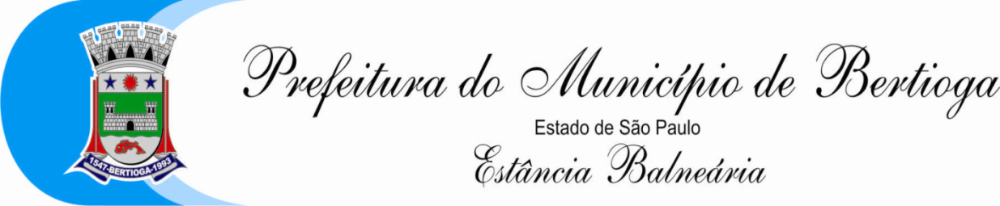 Prefeitura do Município de Bertioga
Estado de São Paulo
Estância Balneária
1547-BERTIOGA-1993